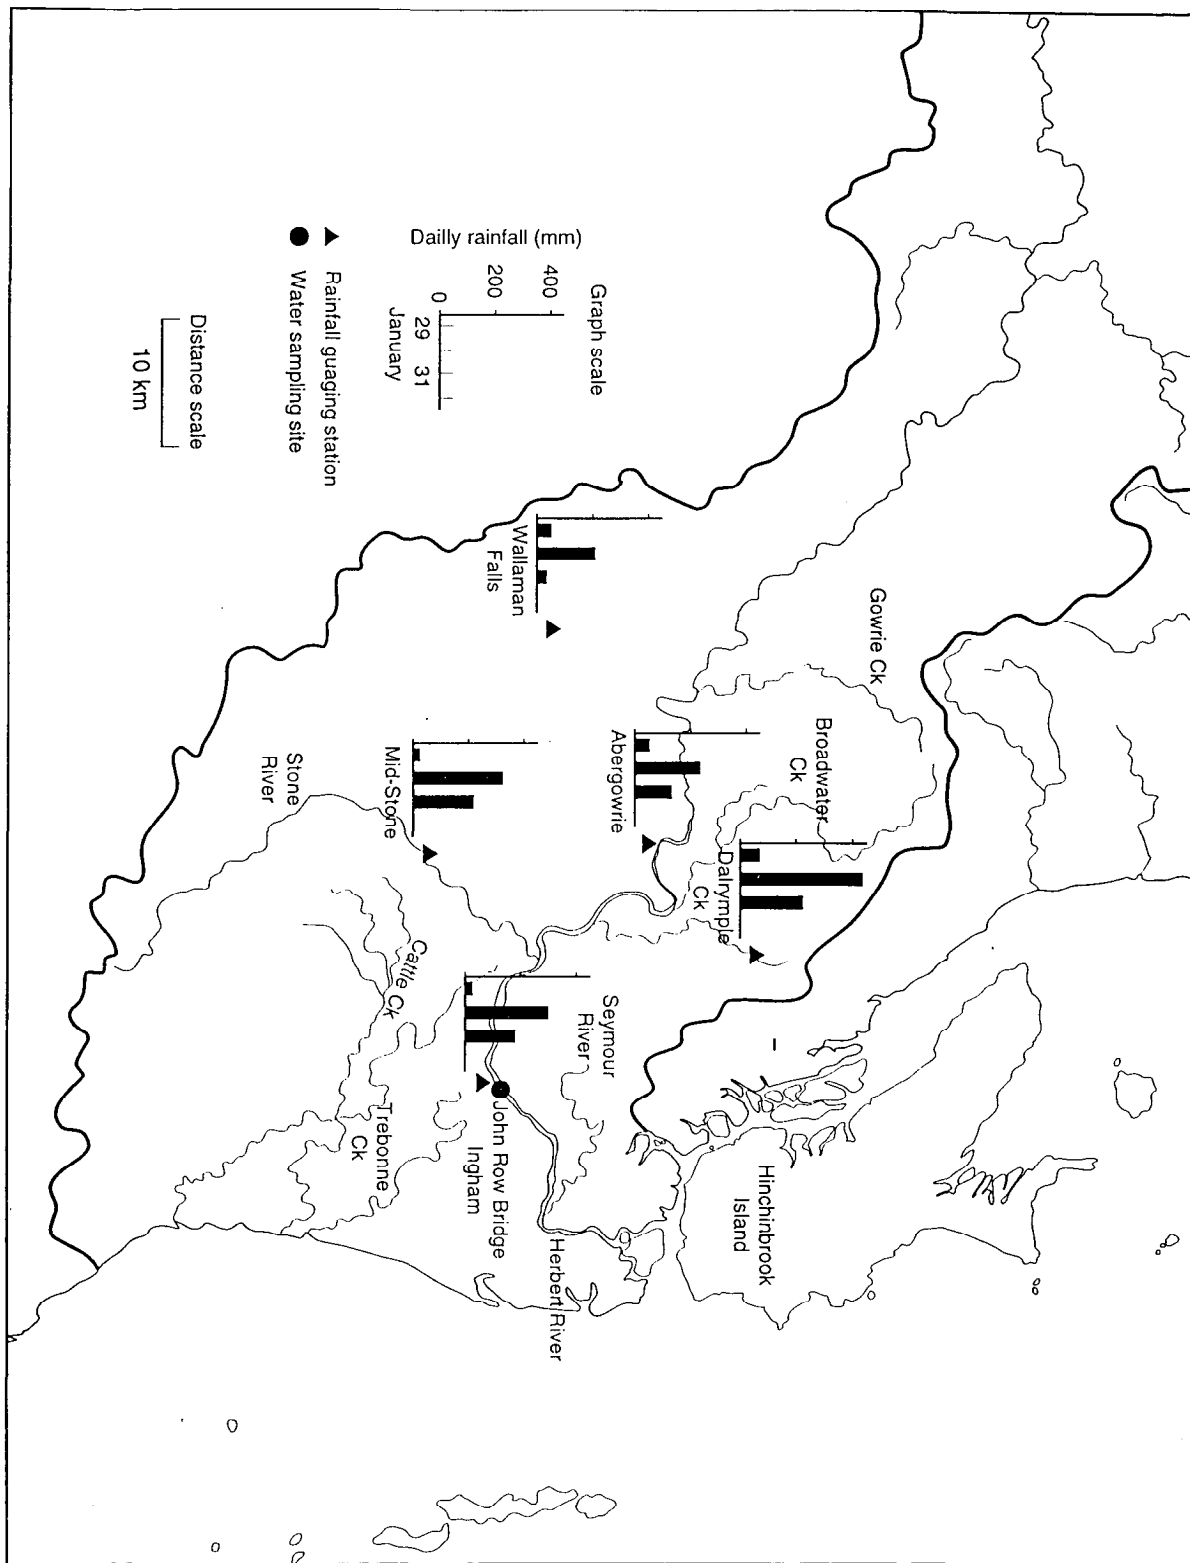 Graph scale
Dailly rainfall (mm)
400
200
0
29 31
January
Rainfall guaging station
Water sampling site
Distance scale
10 km
Gowrie Ck
Broadwater
Ck
Wallaman
Falls
Abergowrie
Dalrymple
Ck
Mid-Stone
Stone
River
Cattle Ck
Seymour
River
Trebonne
Ck
John Row Bridge
Ingham
Herbert River
Hinchinbrook
Island